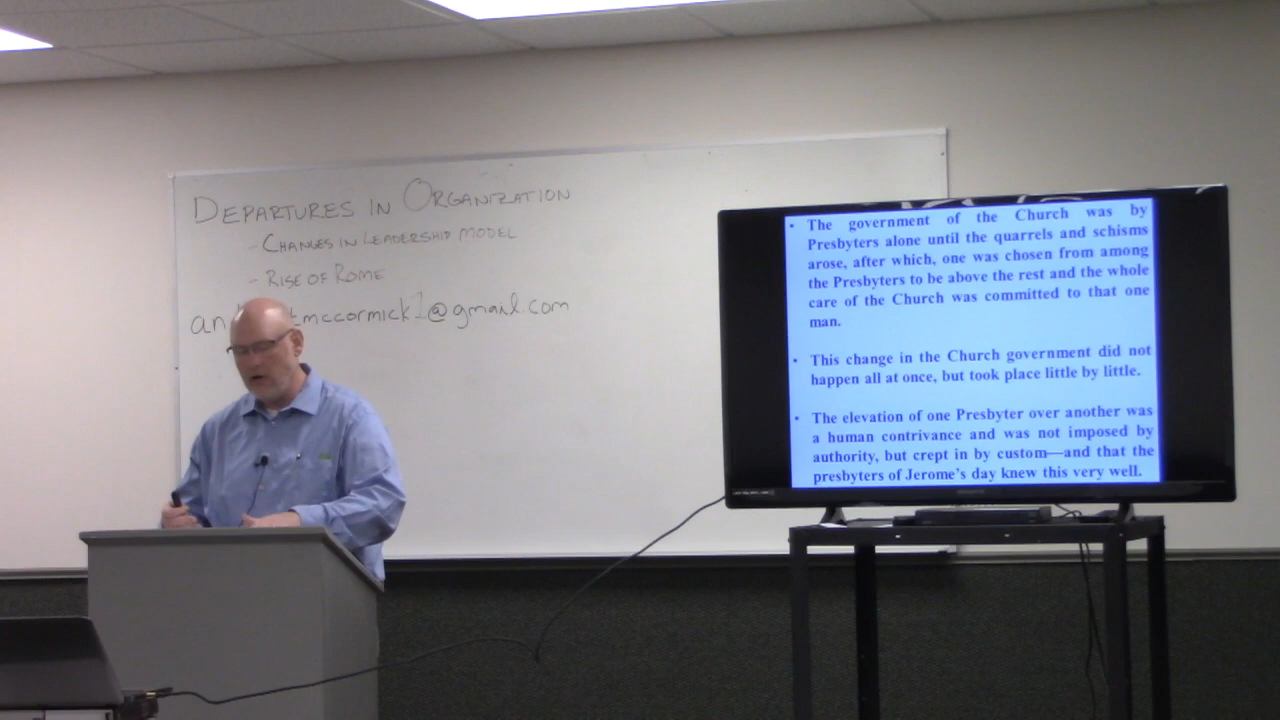 DEPARTURES IN ORGANIZATION
- CHANGES IN LEADERSHIP MODEL
- RISE OF ROME
an mccormick1@gmail.com
• The government of the Church was by
Presbyters alone until the quarrels and schisms
arose, after which, one was chosen from among
the Presbyters to be above the rest and the whole
care of the Church was committed to that one
man.
• This change in the Church government did not
happen all at once, but took place little by little.
• The elevation of one Presbyter over another was
a human contrivance and was not imposed by
authority, but crept in by custom—and that the
presbyters of Jerome's day knew this very well.